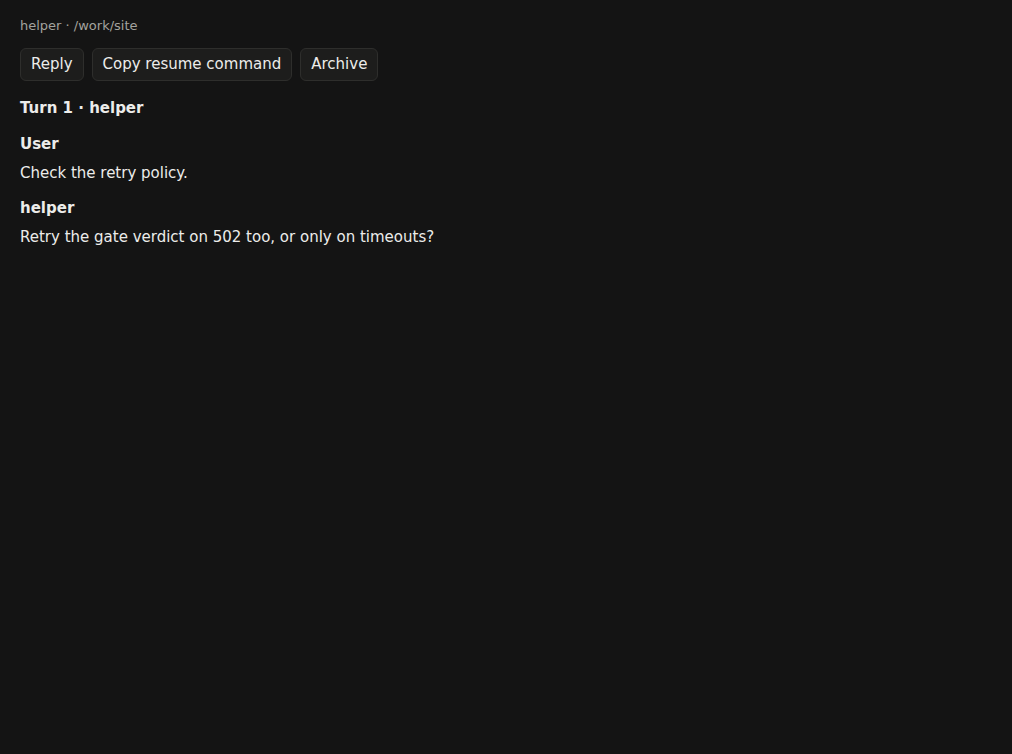 helper · /work/site
Reply Copy resume command Archive
Turn 1 · helper
User
Check the retry policy.
helper
Retry the gate verdict on 502 too, or only on timeouts?